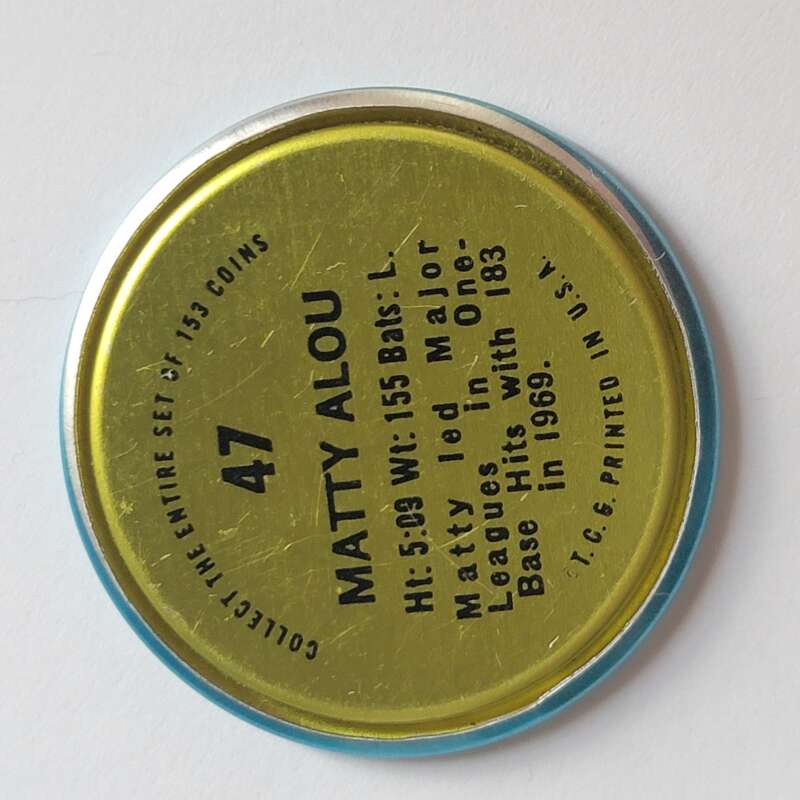 COLLECT THE ENTIRE SET OF 153 COINS
47
MATTY ALOU
Ht: 5:09 Wt: 155 Bats: L.
Matty led Major
Leagues in One-
Base Hits with 183
in 1969.
©T.C.G. PRINTED IN U.S.A.